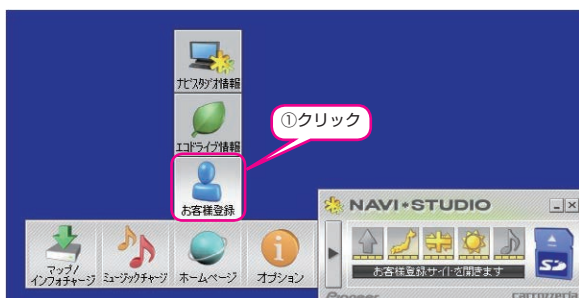 ナビスタジオ情報
エコドライブ情報
①クリック
お客様登録
マップ/
インフォチャージ
ミュージックチャージ
ホームページ
オプション
NAVI•STUDIO
お客様登録サイトを開きます
SD
Pioneer
carrozzeria